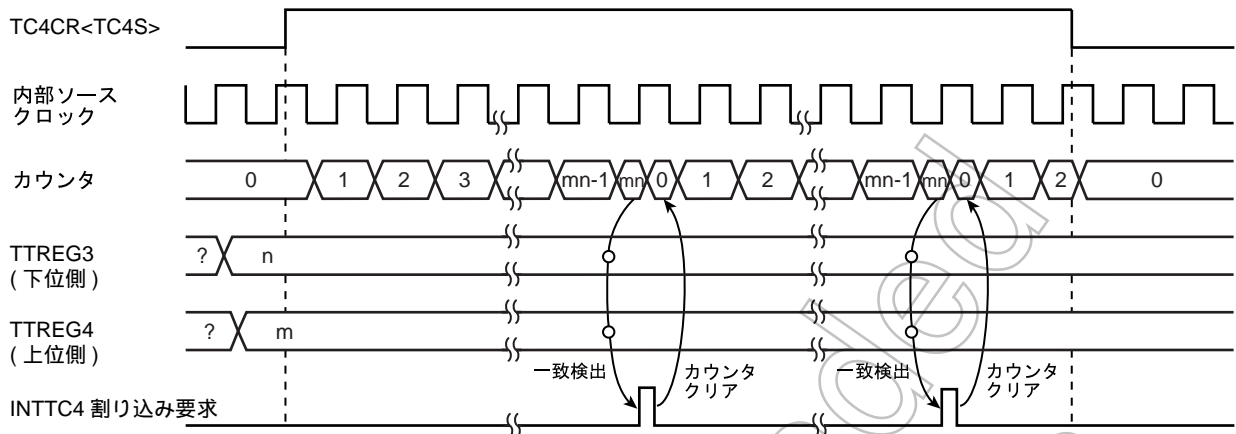 TC4CR<TC4S>
内部ソース
クロック
カウンタ
0 1 2 3 mn-1 mn 0 1 2 mn-1 mn 0 1 2 0
TTREG3
( 下位側 )
? n
TTREG4
( 上位側 )
? m
一致検出 カウンタ
クリア
一致検出 カウンタ
クリア
INTTC4 割り込み要求